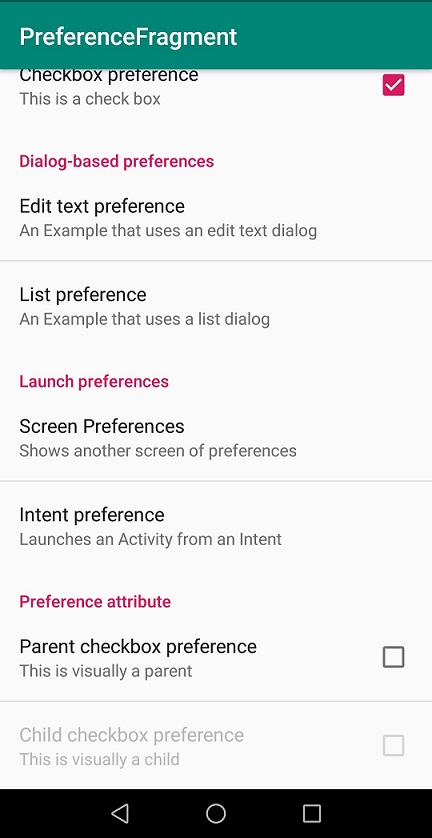 PreferenceFragment
Checkbox preference
This is a check box
Dialog-based preferences
Edit text preference
An Example that uses an edit text dialog
List preference
An Example that uses a list dialog
Launch preferences
Screen Preferences
Shows another screen of preferences
Intent preference
Launches an Activity from an Intent
Preference attribute
Parent checkbox preference
This is visually a parent
Child checkbox preference
This is visually a child